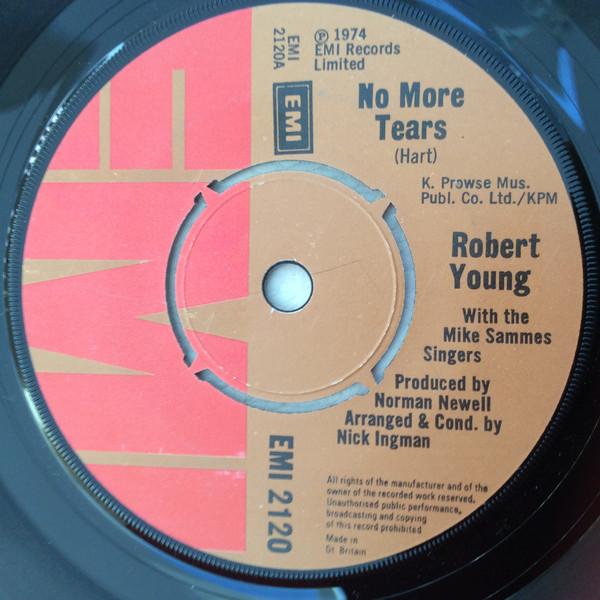 EMI
2120A
℗ 1974
EMI Records
Limited
EMI
EMI
No More
Tears
(Hart)
K. Prowse Mus.
Publ. Co. Ltd./KPM
Robert
Young
With the
Mike Sammes
Singers
Produced by
Norman Newell
Arranged & Cond. by
Nick Ingman
EMI 2120
All rights of the manufacturer and of the
owner of the recorded work reserved.
Unauthorised public performance,
broadcasting and copying
of this record prohibited
Made in
Gt. Britain